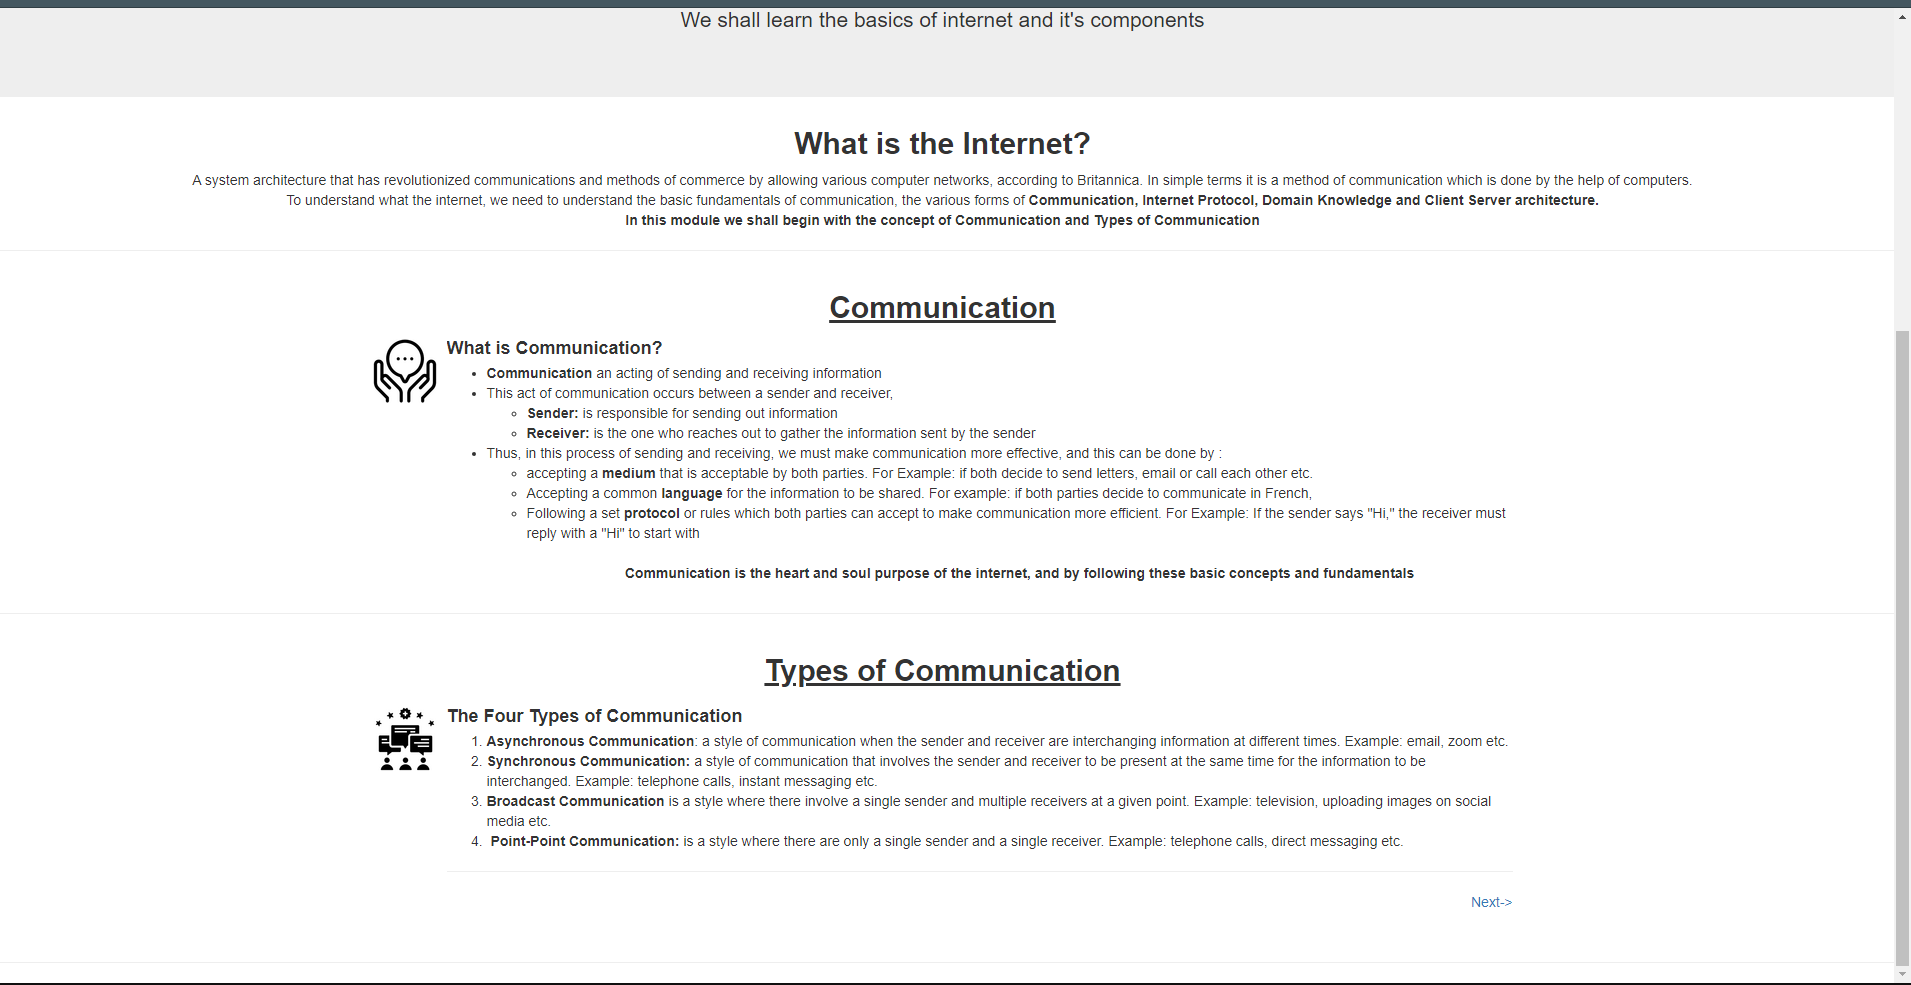 We shall learn the basics of internet and it's components
What is the Internet?
A system architecture that has revolutionized communications and methods of commerce by allowing various computer networks, according to Britannica. In simple terms it is a method of communication which is done by the help of computers.
To understand what the internet, we need to understand the basic fundamentals of communication, the various forms of Communication, Internet Protocol, Domain Knowledge and Client Server architecture.
In this module we shall begin with the concept of Communication and Types of Communication
Communication
What is Communication?
• Communication an acting of sending and receiving information
• This act of communication occurs between a sender and receiver,
◦ Sender: is responsible for sending out information
◦ Receiver: is the one who reaches out to gather the information sent by the sender
• Thus, in this process of sending and receiving, we must make communication more effective, and this can be done by :
◦ accepting a medium that is acceptable by both parties. For Example: if both decide to send letters, email or call each other etc.
◦ Accepting a common language for the information to be shared. For example: if both parties decide to communicate in French,
◦ Following a set protocol or rules which both parties can accept to make communication more efficient. For Example: If the sender says "Hi," the receiver must
reply with a "Hi" to start with
Communication is the heart and soul purpose of the internet, and by following these basic concepts and fundamentals
Types of Communication
The Four Types of Communication
1. Asynchronous Communication: a style of communication when the sender and receiver are interchanging information at different times. Example: email, zoom etc.
2. Synchronous Communication: a style of communication that involves the sender and receiver to be present at the same time for the information to be
interchanged. Example: telephone calls, instant messaging etc.
3. Broadcast Communication is a style where there involve a single sender and multiple receivers at a given point. Example: television, uploading images on social
media etc.
4. Point-Point Communication: is a style where there are only a single sender and a single receiver. Example: telephone calls, direct messaging etc.
Next->